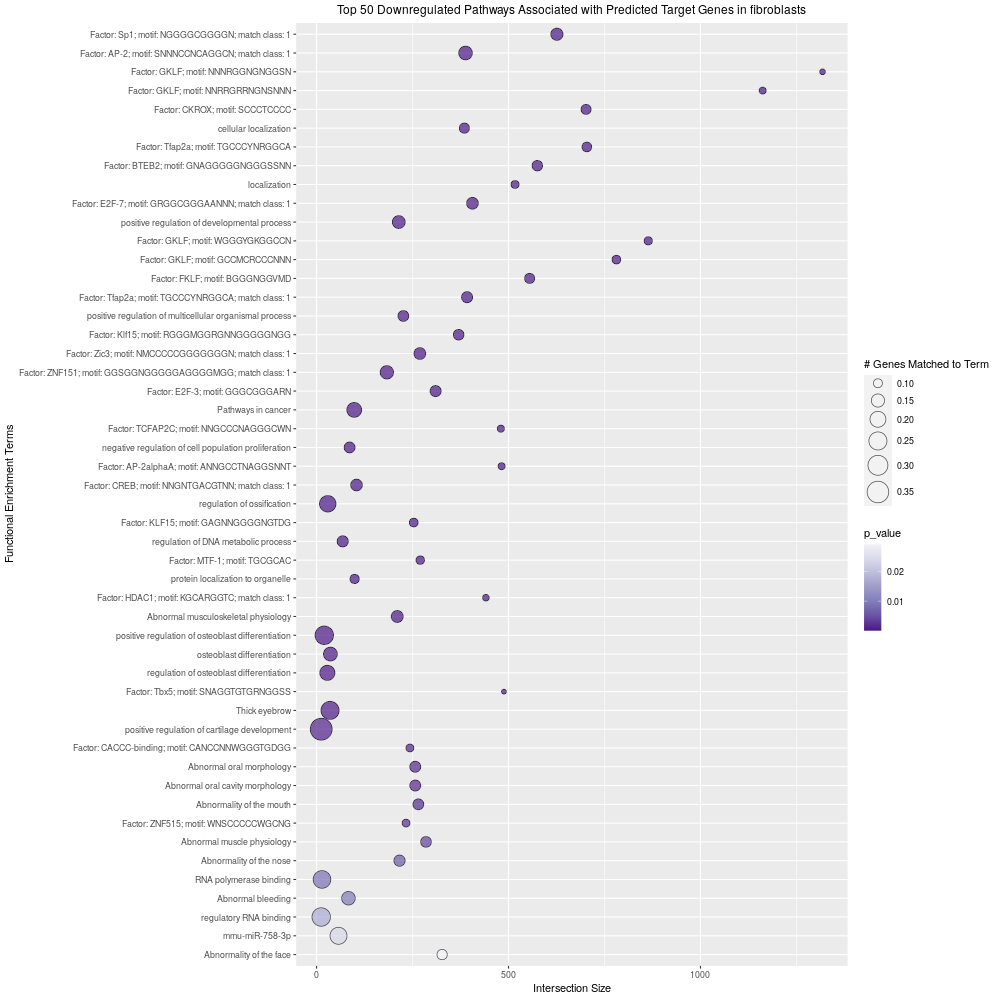 Top 50 Downregulated Pathways Associated with Predicted Target Genes in fibroblasts
Factor: Sp1; motif: NGGGGCGGGGN; match class: 1
Factor: AP-2; motif: SNNNCCNCAGGCN; match class: 1
Factor: GKLF; motif: NNNRGGNGNGGSN
Factor: GKLF; motif: NNRRGRRNGNSNNN
Factor: CKROX; motif: SCCCTCCCC
cellular localization
Factor: Tfap2a; motif: TGCCCYNRGGCA
Factor: BTEB2; motif: GNAGGGGGNGGGSSNN
localization
Factor: E2F-7; motif: GRGGCGGGAANNN; match class: 1
positive regulation of developmental process
Factor: GKLF; motif: WGGGYGKGGCCN
Factor: GKLF; motif: GCCMCRCCCNNN
Factor: FKLF; motif: BGGGNGGVMD
Factor: Tfap2a; motif: TGCCCYNRGGCA; match class: 1
positive regulation of multicellular organismal process
Factor: Klf15; motif: RGGGMGGRGNNGGGGGNGG
Factor: Zic3; motif: NMCCCCCGGGGGGGN; match class: 1
Factor: ZNF151; motif: GGSGGNGGGGGAGGGGMGG; match class: 1
Factor: E2F-3; motif: GGGCGGGARN
Pathways in cancer
Factor: TCFAP2C; motif: NNGCCCNAGGGCWN
negative regulation of cell population proliferation
Factor: AP-2alphaA; motif: ANNGCCTNAGGSNNT
Factor: CREB; motif: NNGNTGACGTNN; match class: 1
regulation of ossification
Factor: KLF15; motif: GAGNNGGGGNGTDG
regulation of DNA metabolic process
Factor: MTF-1; motif: TGCGCAC
protein localization to organelle
Factor: HDAC1; motif: KGCARGGTC; match class: 1
Abnormal musculoskeletal physiology
positive regulation of osteoblast differentiation
osteoblast differentiation
regulation of osteoblast differentiation
Factor: Tbx5; motif: SNAGGTGTGRNGGSS
Thick eyebrow
positive regulation of cartilage development
Factor: CACCC-binding; motif: CANCCNNWGGGTGDGG
Abnormal oral morphology
Abnormal oral cavity morphology
Abnormality of the mouth
Factor: ZNF515; motif: WNSCCCCCWGCNG
Abnormal muscle physiology
Abnormality of the nose
RNA polymerase binding
Abnormal bleeding
regulatory RNA binding
mmu-miR-758-3p
Abnormality of the face
0
500
1000
Intersection Size
Functional Enrichment Terms
# Genes Matched to Term
0.10
0.15
0.20
0.25
0.30
0.35
p_value
0.02
0.01